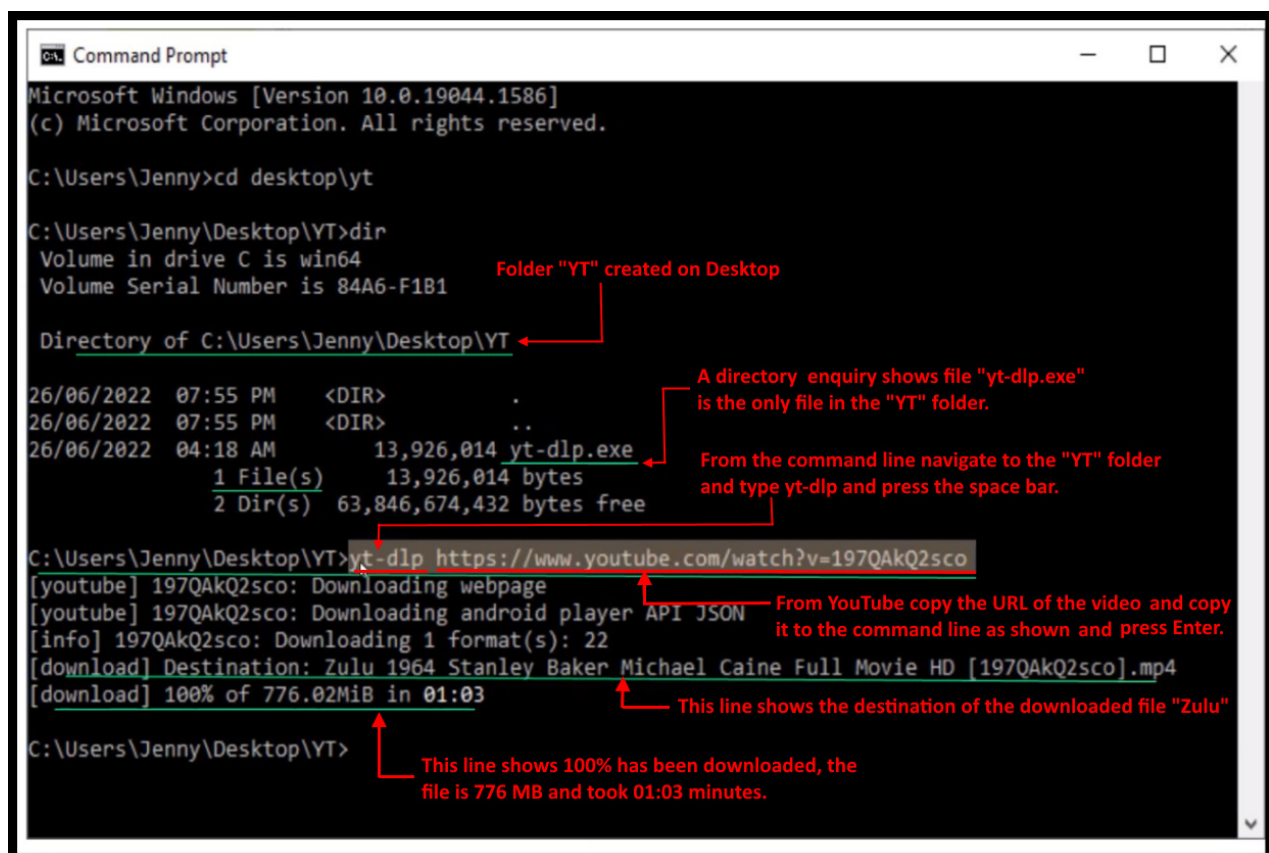 Command Prompt
Microsoft Windows [Version 10.0.19044.1586]
(c) Microsoft Corporation. All rights reserved.
C:\Users\Jenny>cd desktop\yt
C:\Users\Jenny\Desktop\YT>dir
Volume in drive C is win64
Volume Serial Number is 84A6-F1B1
Folder "YT" created on Desktop
Directory of C:\Users\Jenny\Desktop\YT
26/06/2022 07:55 PM <DIR> .
26/06/2022 07:55 PM <DIR> ..
26/06/2022 04:18 AM 13,926,014 yt-dlp.exe
1 File(s) 13,926,014 bytes
2 Dir(s) 63,846,674,432 bytes free
A directory enquiry shows file "yt-dlp.exe"
is the only file in the "YT" folder.
From the command line navigate to the "YT" folder
and type yt-dlp and press the space bar.
C:\Users\Jenny\Desktop\YT>yt-dlp https://www.youtube.com/watch?v=197QAkQ2sco
[youtube] 197QAkQ2sco: Downloading webpage
[youtube] 197QAkQ2sco: Downloading android player API JSON
[info] 197QAkQ2sco: Downloading 1 format(s): 22
From YouTube copy the URL of the video and copy
it to the command line as shown and press Enter.
[download] Destination: Zulu 1964 Stanley Baker Michael Caine Full Movie HD [197QAkQ2sco].mp4
[download] 100% of 776.02MiB in 01:03
This line shows the destination of the downloaded file "Zulu"
C:\Users\Jenny\Desktop\YT>
This line shows 100% has been downloaded, the
file is 776 MB and took 01:03 minutes.